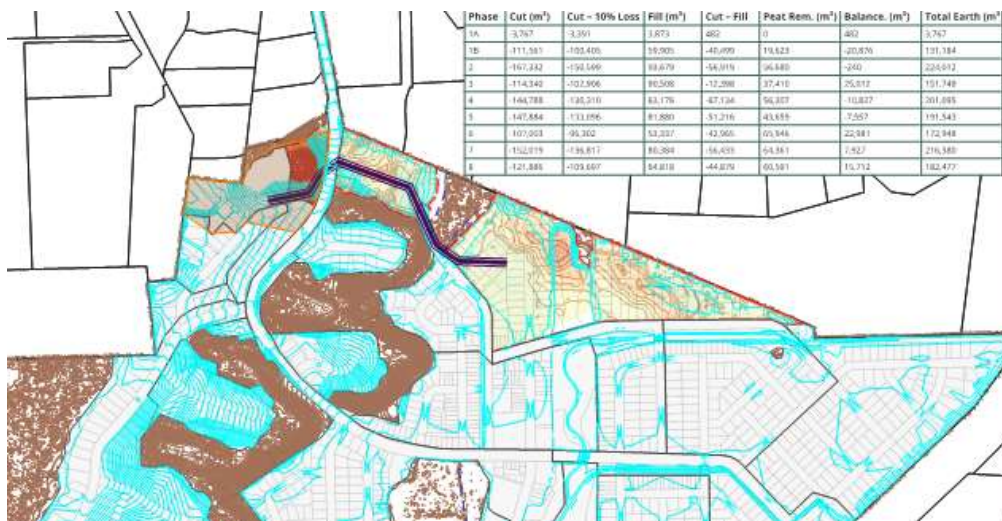 Phase Cut (m³) Cut – 10% Loss Fill (m³) Cut – Fill Peat Rem. (m³) Balance. (m³) Total Earth (m³
1A -3,767 -3,391 3,873 482 0 482 3,767
1B -111,561 -100,405 59,905 -40,499 19,623 -20,876 131,184
2 -167,332 -150,599 93,679 -56,919 56,680 -240 224,012
3 -114,340 -102,906 90,508 -12,398 37,410 25,012 151,749
4 -144,788 -130,310 63,176 -67,134 56,307 -10,827 201,095
5 -147,884 -133,096 81,880 -51,216 43,659 -7,557 191,543
6 -107,003 -96,302 53,337 -42,965 65,946 22,981 172,948
7 -152,019 -136,817 80,384 -56,433 64,361 7,927 216,380
8 -121,886 -109,697 64,818 -44,879 60,591 15,712 182,477